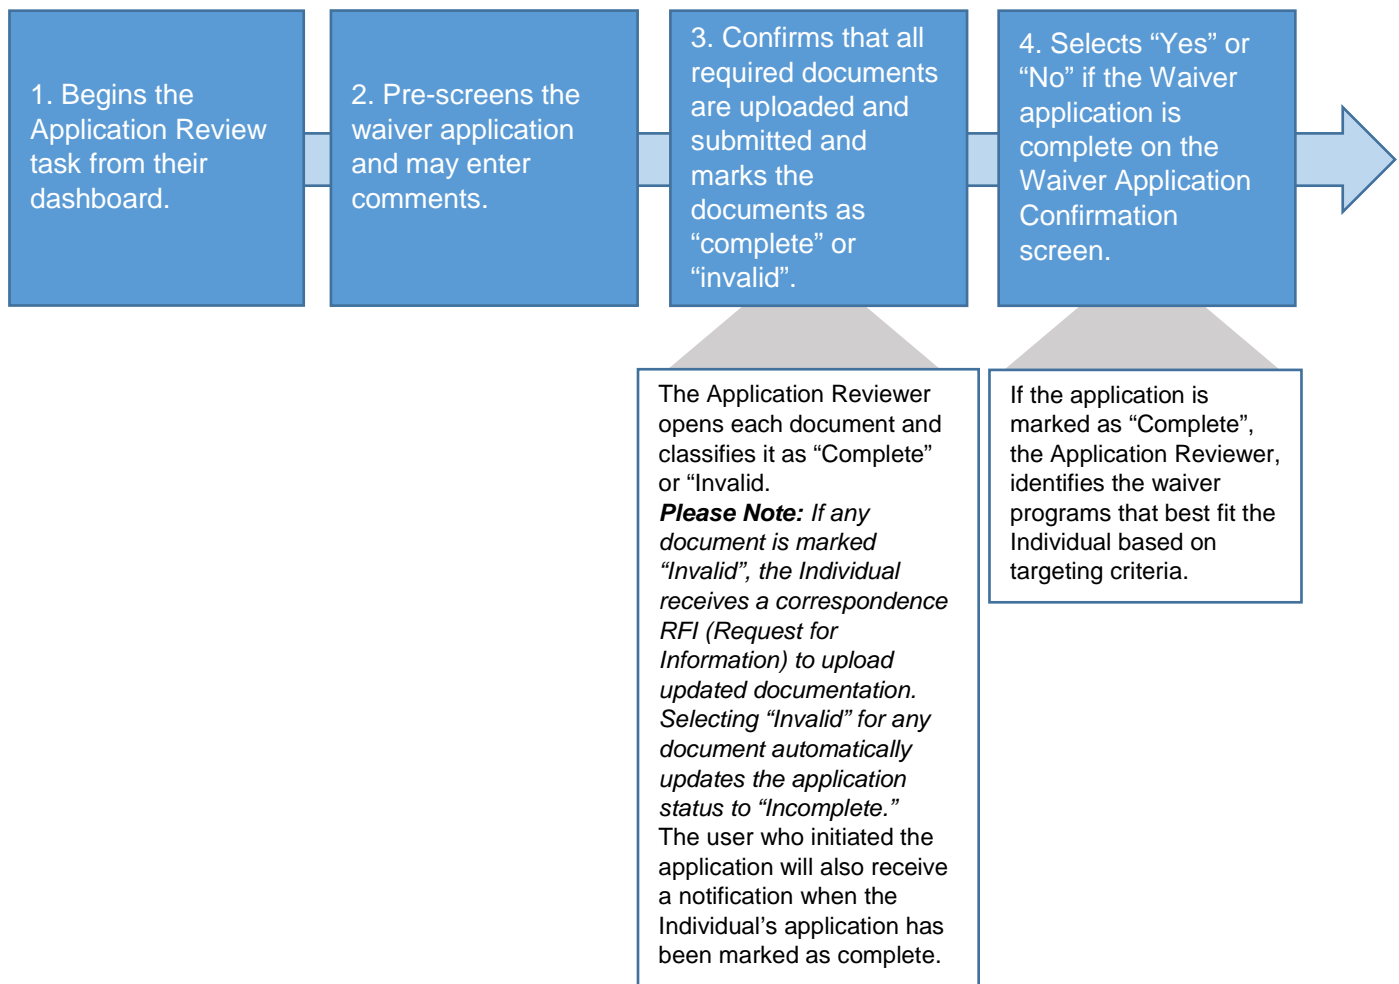 1. Begins the
Application Review
task from their
dashboard.
2. Pre-screens the
waiver application
and may enter
comments.
3. Confirms that all
required documents
are uploaded and
submitted and
marks the
documents as
“complete” or
“invalid”.
4. Selects “Yes” or
“No” if the Waiver
application is
complete on the
Waiver Application
Confirmation
screen.
The Application Reviewer
opens each document and
classifies it as “Complete”
or “Invalid.
Please Note: If any
document is marked
“Invalid”, the Individual
receives a correspondence
RFI (Request for
Information) to upload
updated documentation.
Selecting “Invalid” for any
document automatically
updates the application
status to “Incomplete.”
The user who initiated the
application will also receive
a notification when the
Individual’s application has
been marked as complete.
If the application is
marked as “Complete”,
the Application Reviewer,
identifies the waiver
programs that best fit the
Individual based on
targeting criteria.